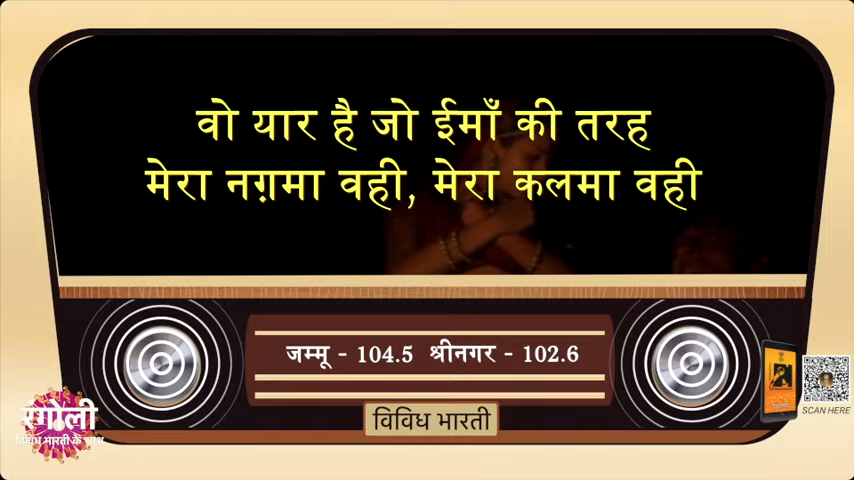 वो यार है जो ईमाँ की तरह
मेरा नग़मा वही, मेरा कलमा वही
जम्मू - 104.5 श्रीनगर - 102.6
विविध भारती
रंगोली
विविध भारती के साथ
SCAN HERE